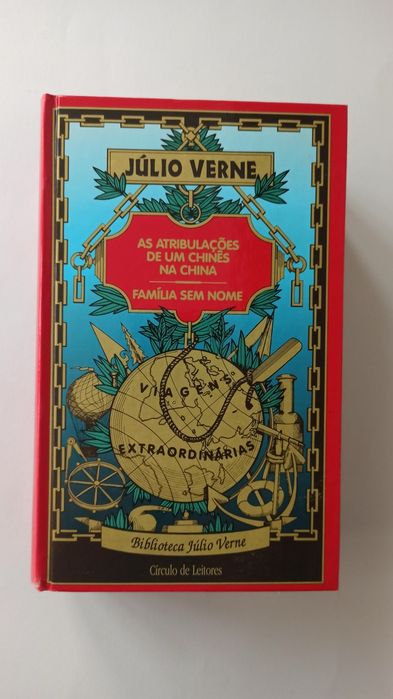 JÚLIO VERNE
AS ATRIBULAÇÕES
DE UM CHINÊS
NA CHINA
FAMÍLIA SEM NOME
VIAGENS
EXTRAORDINÁRIAS
Biblioteca Júlio Verne
Círculo de Leitores